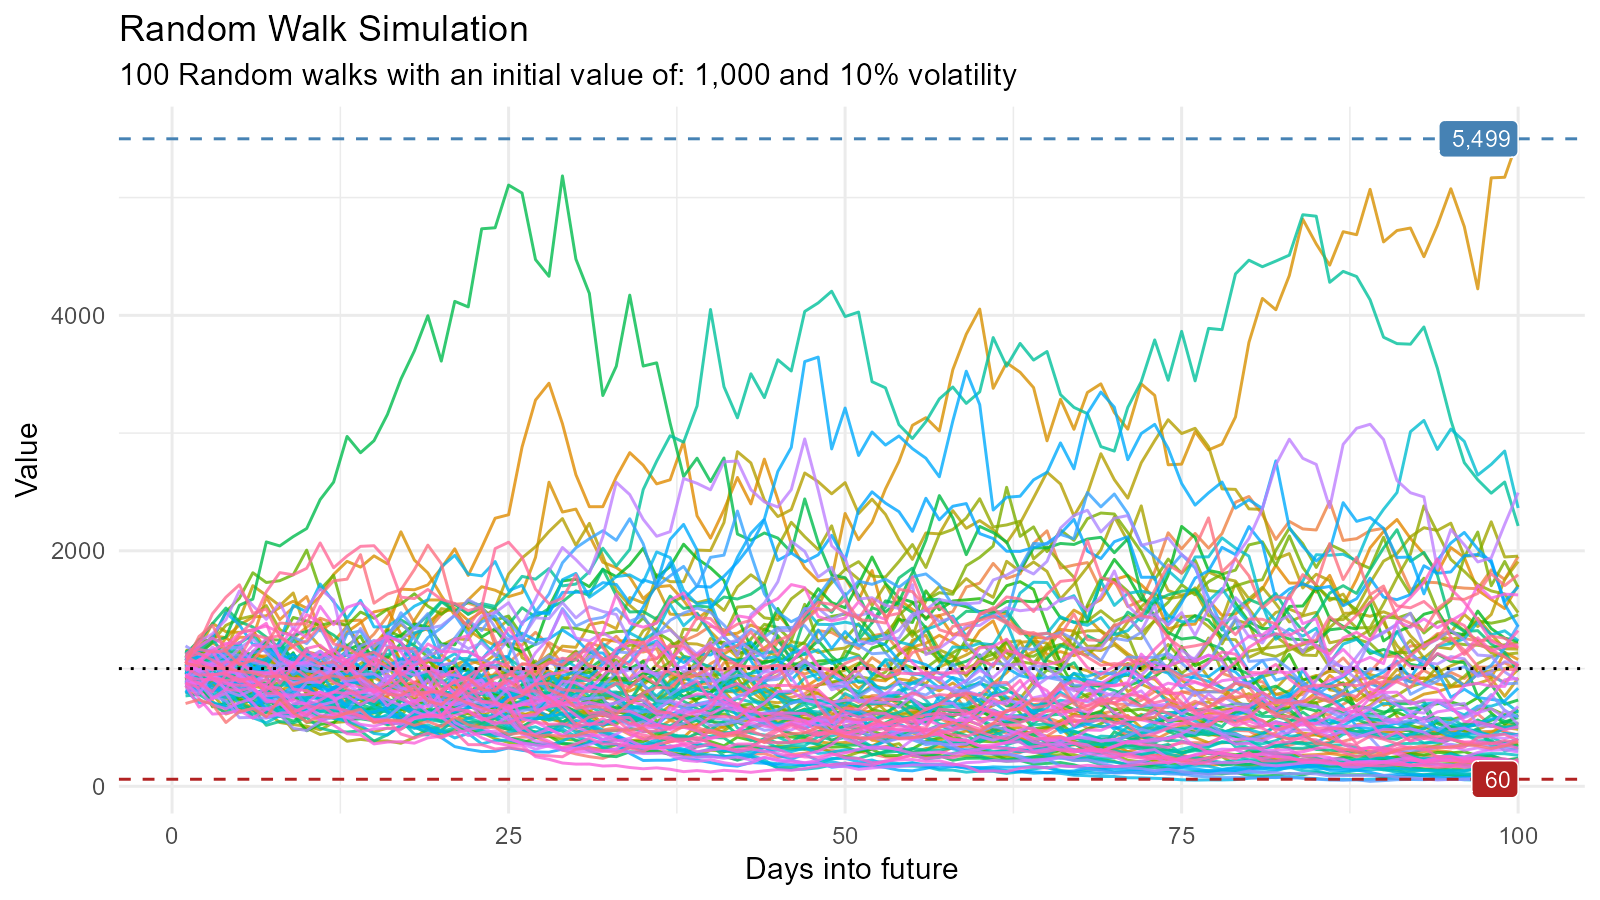 Random Walk Simulation
100 Random walks with an initial value of: 1,000 and 10% volatility
5,499
4000
2000
0
60
Value
0 25 50 75 100
Days into future